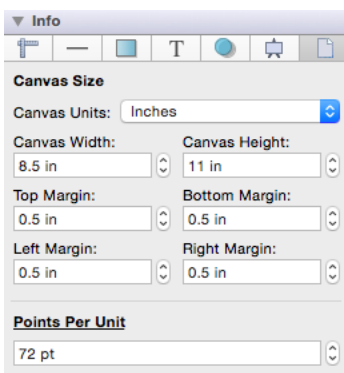 Info
T
Canvas Size
Canvas Units: Inches
Canvas Width: Canvas Height:
8.5 in 11 in
Top Margin: Bottom Margin:
0.5 in 0.5 in
Left Margin: Right Margin:
0.5 in 0.5 in
Points Per Unit
72 pt